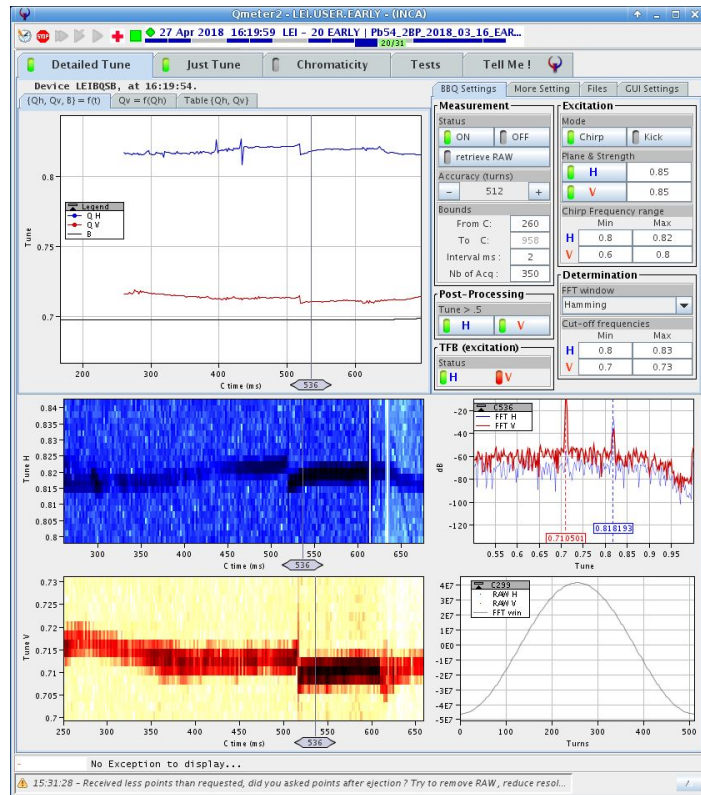 Qmeter2 - LEI.USER.EARLY - (INCA)
STOP
27 Apr 2018 16:19:59 LEI - 20 EARLY | Pb54_2BP_2018_03_16_EAR...
20/31
Detailed Tune Just Tune Chromaticity Tests Tell Me !
Device LEIBQSB, at 16:19:54.
{Qh, Qv, B} = f(t) Qv = f(Qh) Table {Qh, Qv}
0.8
0.75
0.7
Tune
Legend
Q H
Q V
B
200 300 400 500 600 700
C time (ms)
536
BBQ Settings More Setting Files GUI Settings
Measurement
Status
ON OFF
retrieve RAW
Accuracy (turns)
- 512 +
Bounds
From C: 260
To C: 958
Interval ms : 2
Nb of Acq : 350
Post-Processing
Tune > .5
H V
TFB (excitation)
Status
H V
Excitation
Mode
Chirp Kick
Plane & Strength
H 0.85
V 0.85
Chirp Frequency range
Min Max
H 0.8 0.82
V 0.6 0.8
Determination
FFT window
Hamming
Cut-off frequencies
Min Max
H 0.8 0.83
V 0.7 0.73
0.84
0.835
0.83
0.825
0.82
0.815
0.81
0.805
0.8
Tune H
300 350 400 450 500 550 600 650
C time (ms)
536
-20
-40
-60
-80
-100
-120
dB
C536
FFT H
FFT V
0.710501
0.818193
0.55 0.6 0.65 0.7 0.75 0.8 0.85 0.9 0.95
Tune
0.73
0.725
0.72
0.715
0.71
0.705
0.7
Tune V
250 300 350 400 450 500 550 600 650
C time (ms)
536
4E7
3E7
2E7
1E7
0E0
-1E7
-2E7
-3E7
-4E7
-5E7
C299
RAW H
RAW V
FFT win
0 100 200 300 400 500
Turns
- No Exception to display...
15:31:28 - Received less points than requested, did you asked points after ejection ? Try to remove RAW, reduce resol...
/